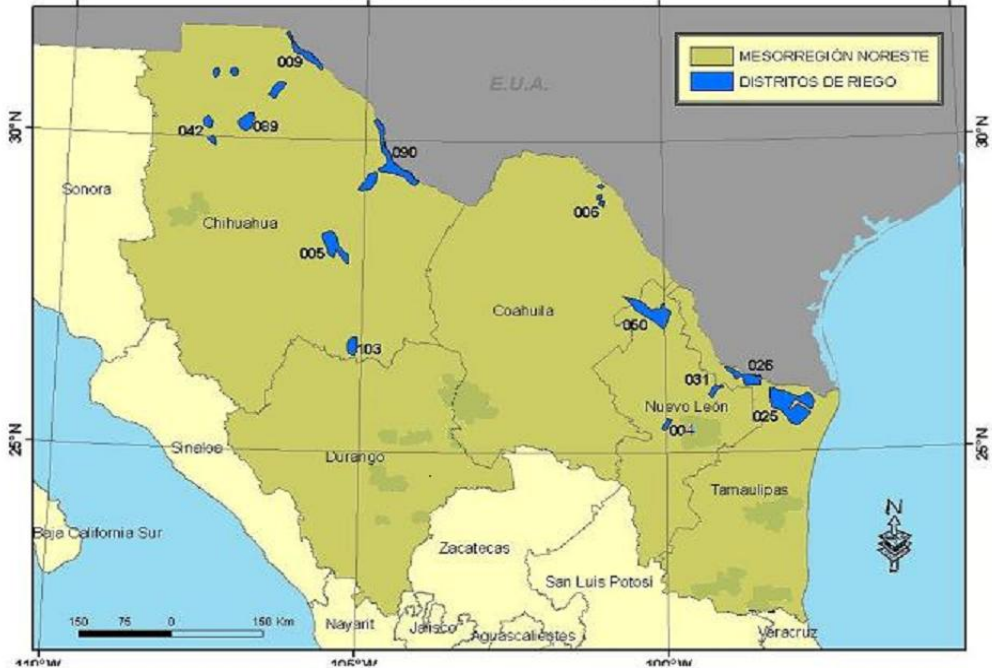 MESORREGIÓN NORESTE
DISTRITOS DE RIEGO
E.U.A.
009
042
089
30°N
30°N
090
Sonora
Chihuahua
006
005
Coahuila
050
103
026
031
Nuevo León
025
004
25°N
25°N
Sinaloa
Durango
Tamaulipas
N
Baja California Sur
Zacatecas
San Luis Potosí
150 75 0 150 Km
Nayarit
Jalisco
Aguascalientes
Veracruz
110°W
105°W
100°W